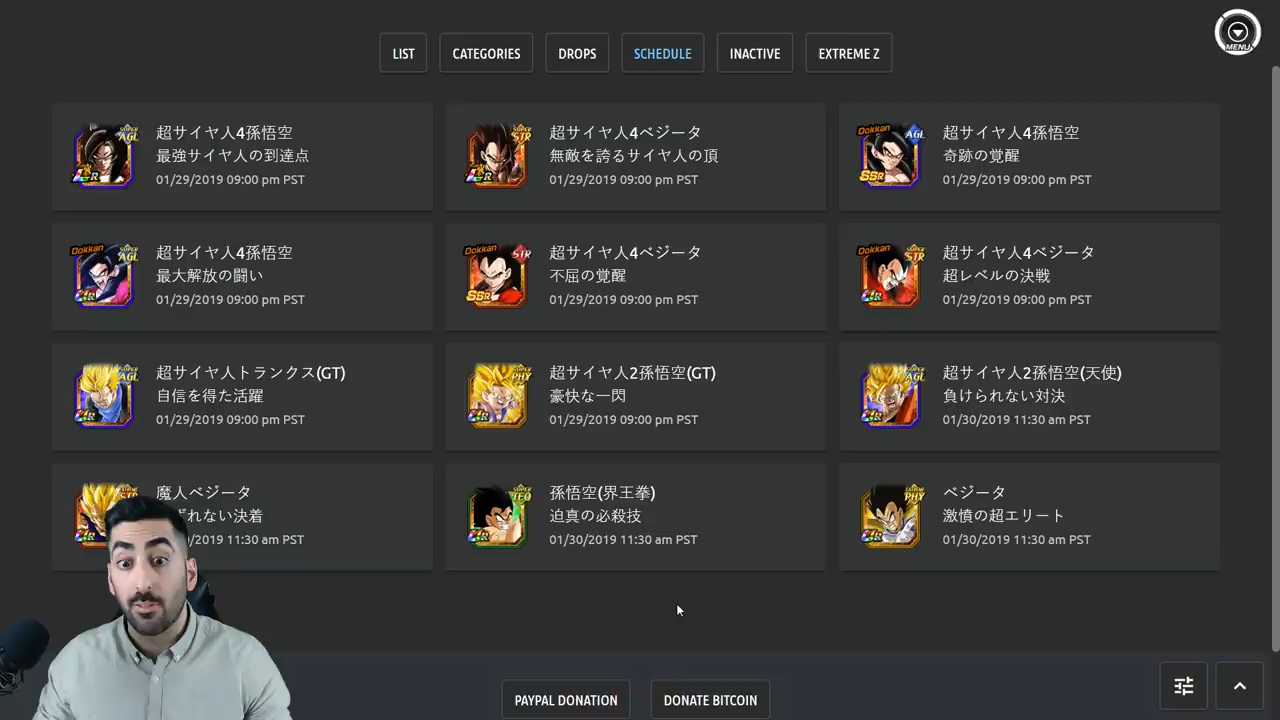 LIST
CATEGORIES
DROPS
SCHEDULE
INACTIVE
EXTREME Z
MENU
超サイヤ人4孫悟空
最強サイヤ人の到達点
01/29/2019 09:00 pm PST
超サイヤ人4ベジータ
無敵を誇るサイヤ人の頂
01/29/2019 09:00 pm PST
超サイヤ人4孫悟空
奇跡の覚醒
01/29/2019 09:00 pm PST
超サイヤ人4孫悟空
最大解放の闘い
01/29/2019 09:00 pm PST
超サイヤ人4ベジータ
不屈の覚醒
01/29/2019 09:00 pm PST
超サイヤ人4ベジータ
超レベルの決戦
01/29/2019 09:00 pm PST
超サイヤ人トランクス(GT)
自信を得た活躍
01/29/2019 09:00 pm PST
超サイヤ人2孫悟空(GT)
豪快な一閃
01/29/2019 09:00 pm PST
超サイヤ人2孫悟空(天使)
負けられない対決
01/30/2019 11:30 am PST
魔人ベジータ
れない決着
11:30 am PST
孫悟空(界王拳)
迫真の必殺技
01/30/2019 11:30 am PST
ベジータ
激憤の超エリート
01/30/2019 11:30 am PST
PAYPAL DONATION
DONATE BITCOIN